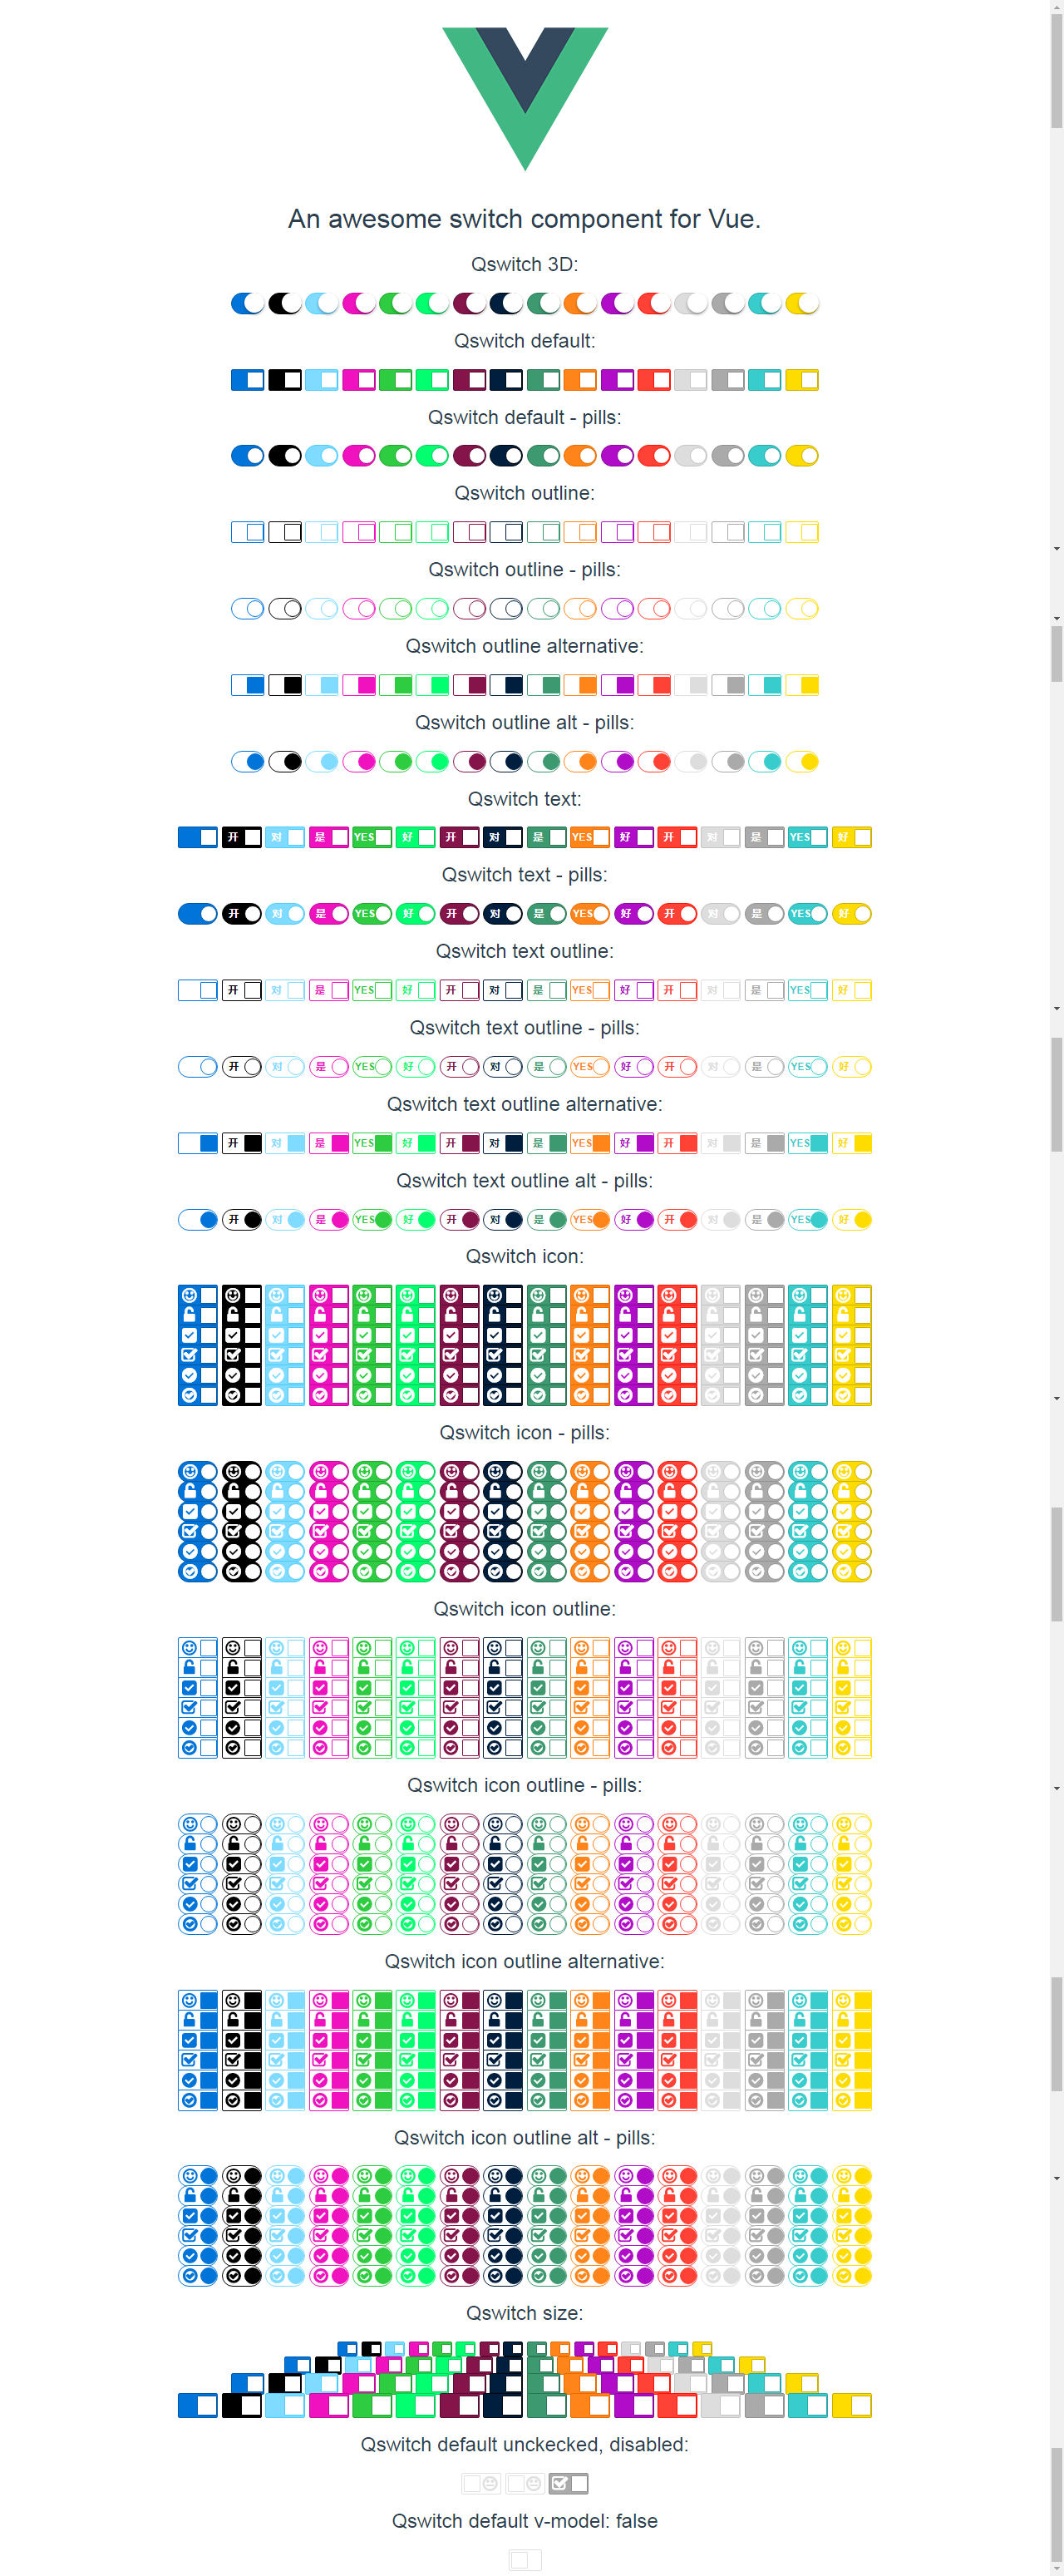 An awesome switch component for Vue.
Qswitch 3D:
Qswitch default:
Qswitch default - pills:
Qswitch outline:
Qswitch outline - pills:
Qswitch outline alternative:
Qswitch outline alt - pills:
Qswitch text:
开 对 是 YES 好 开 对 是 YES 好 开 对 是 YES 好
Qswitch text - pills:
开 对 是 YES 好 开 对 是 YES 好 开 对 是 YES 好
Qswitch text outline:
开 对 是 YES 好 开 对 是 YES 好 开 对 是 YES 好
Qswitch text outline - pills:
开 对 是 YES 好 开 对 是 YES 好 开 对 是 YES 好
Qswitch text outline alternative:
开 对 是 YES 好 开 对 是 YES 好 开 对 是 YES 好
Qswitch text outline alt - pills:
开 对 是 YES 好 开 对 是 YES 好 开 对 是 YES 好
Qswitch icon:
Qswitch icon - pills:
Qswitch icon outline:
Qswitch icon outline - pills:
Qswitch icon outline alternative:
Qswitch icon outline alt - pills:
Qswitch size:
Qswitch default unckecked, disabled:
Qswitch default v-model: false